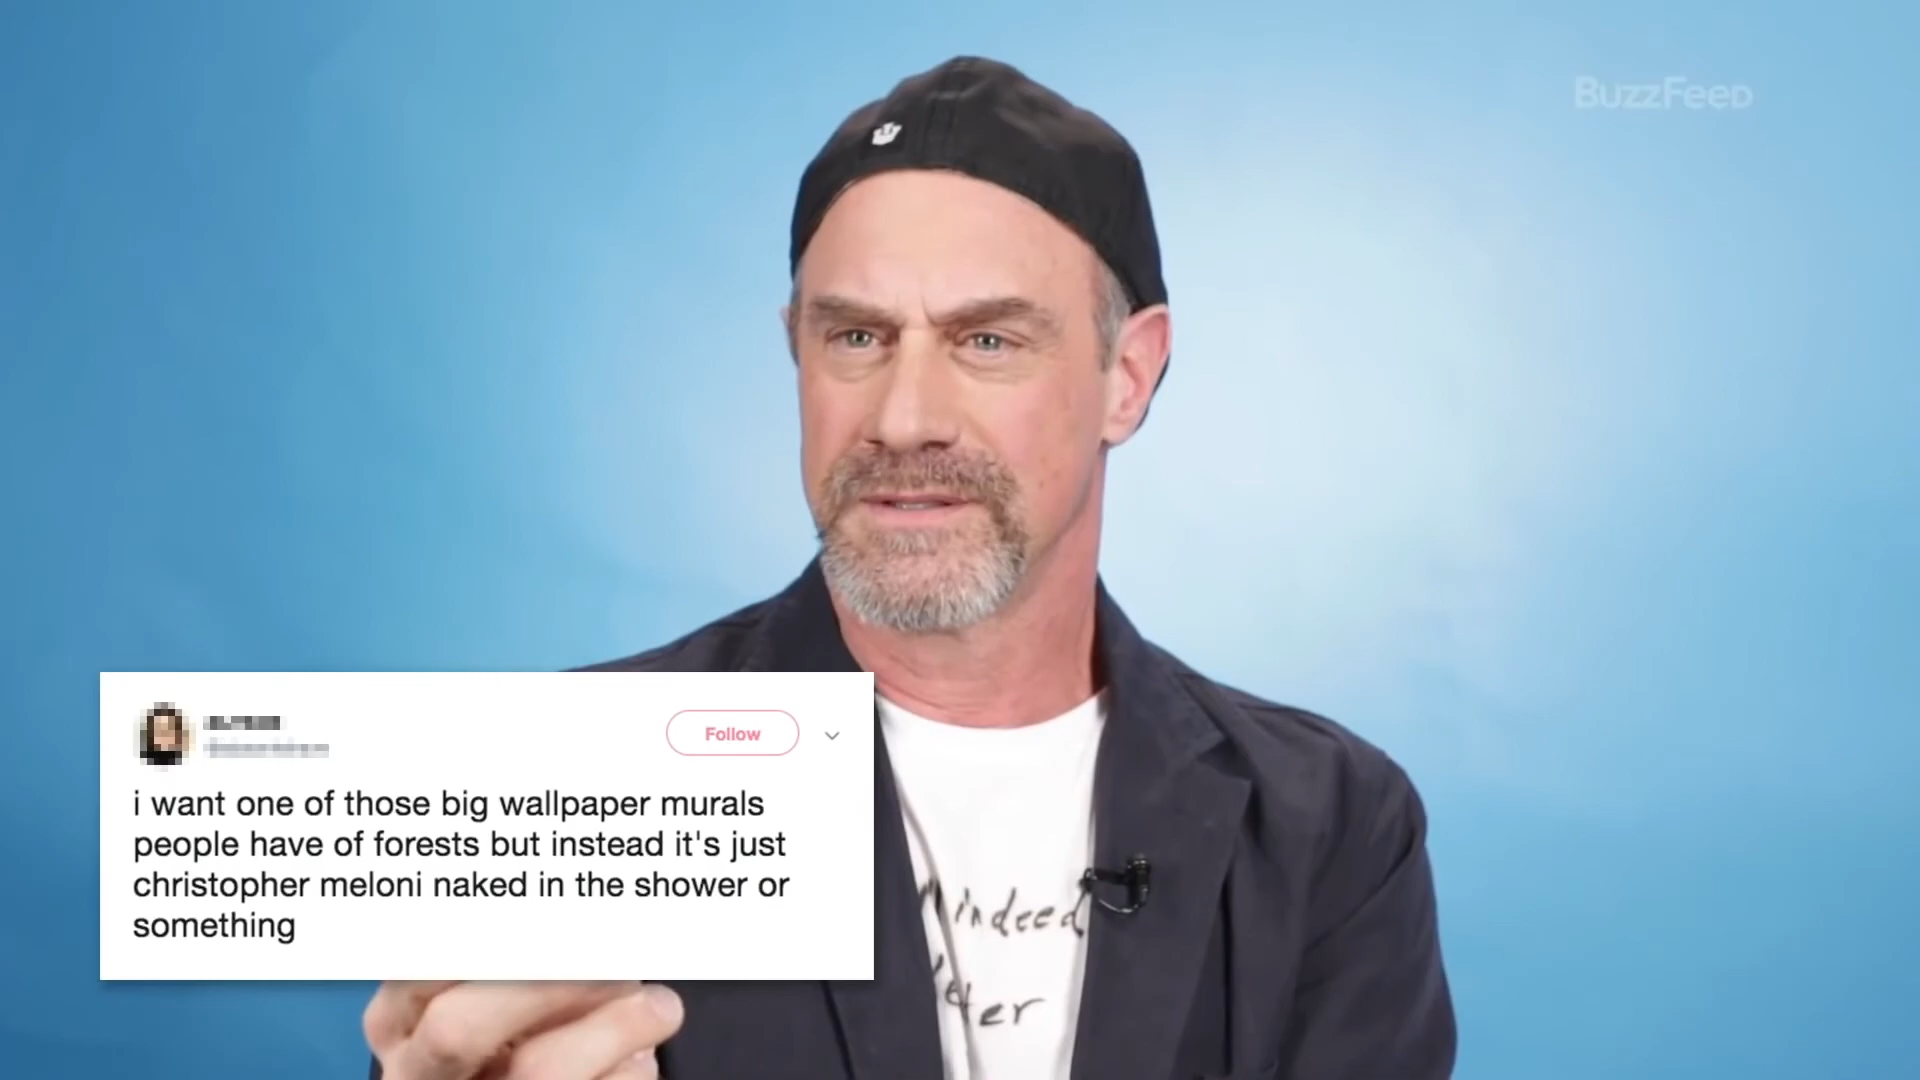 BuzzFeed
Follow
i want one of those big wallpaper murals
people have of forests but instead it's just
christopher meloni naked in the shower or
something
indeed